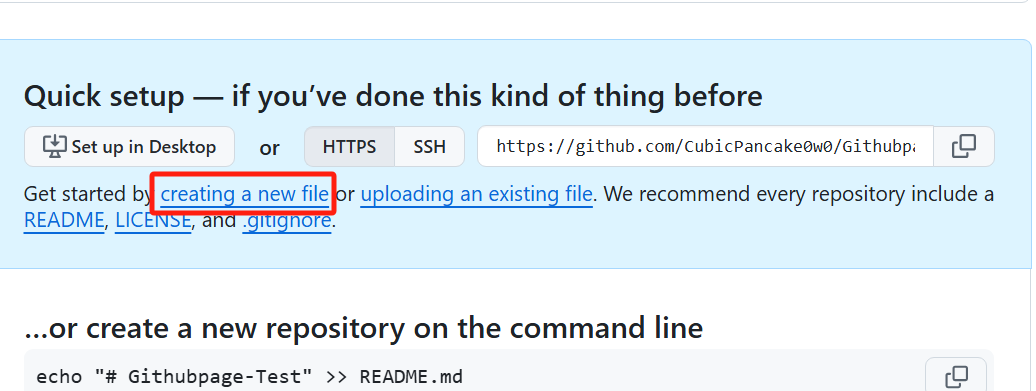 Quick setup — if you’ve done this kind of thing before
Set up in Desktop or HTTPS SSH https://github.com/CubicPancake0w0/Githubpa
Get started by creating a new file or uploading an existing file. We recommend every repository include a
README, LICENSE, and .gitignore.
...or create a new repository on the command line
echo "# Githubpage-Test" >> README.md